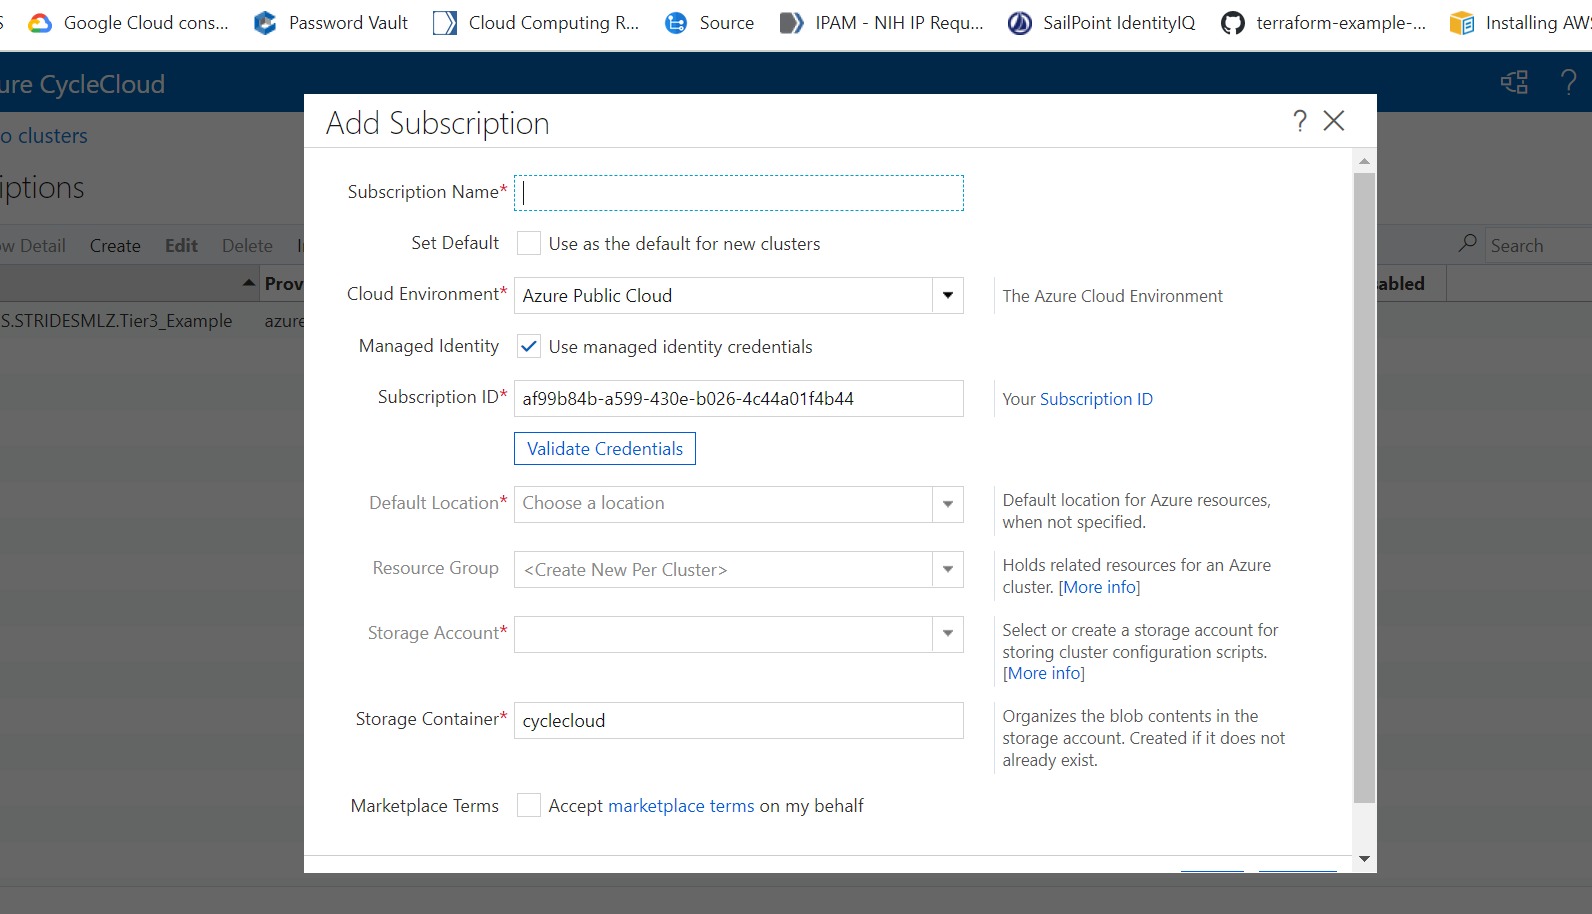 S Google Cloud cons... Password Vault Cloud Computing R... Source IPAM - NIH IP Requ... SailPoint IdentityIQ terraform-example-... Installing AWS
ure CycleCloud ?
o clusters
iptions
ow Detail Create Edit Delete I Search
Prov abled
S.STRIDESMLZ.Tier3_Example azure
Add Subscription ?
Subscription Name*
Set Default Use as the default for new clusters
Cloud Environment* Azure Public Cloud The Azure Cloud Environment
Managed Identity Use managed identity credentials
Subscription ID* af99b84b-a599-430e-b026-4c44a01f4b44 Your Subscription ID
Validate Credentials
Default Location* Choose a location Default location for Azure resources,
when not specified.
Resource Group <Create New Per Cluster> Holds related resources for an Azure
cluster. [More info]
Storage Account* Select or create a storage account for
storing cluster configuration scripts.
[More info]
Storage Container* cyclecloud Organizes the blob contents in the
storage account. Created if it does not
already exist.
Marketplace Terms Accept marketplace terms on my behalf